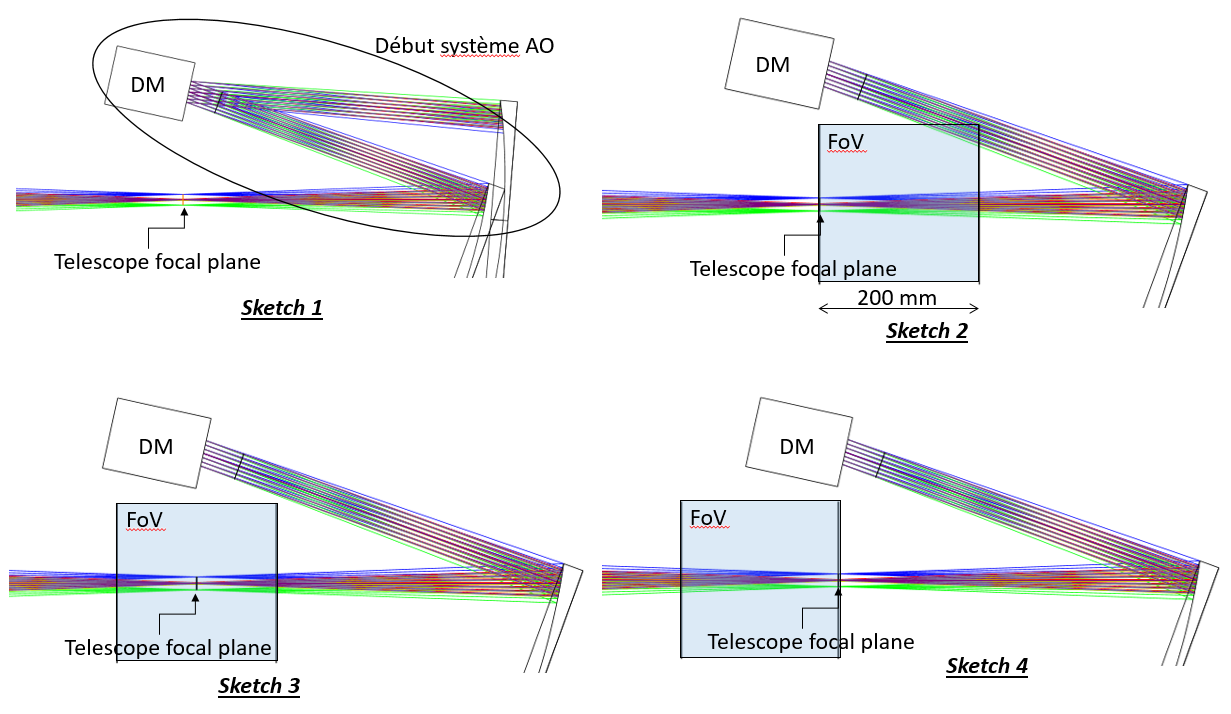 Début système AO
DM
Telescope focal plane
Sketch 1
DM
FoV
Telescope focal plane
200 mm
Sketch 2
DM
FoV
Telescope focal plane
Sketch 3
DM
FoV
Telescope focal plane
Sketch 4